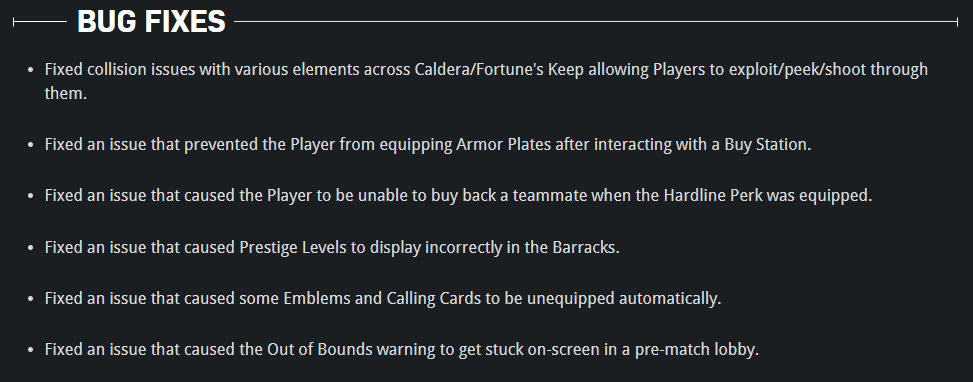 BUG FIXES
• Fixed collision issues with various elements across Caldera/Fortune's Keep allowing Players to exploit/peek/shoot through
them.
• Fixed an issue that prevented the Player from equipping Armor Plates after interacting with a Buy Station.
• Fixed an issue that caused the Player to be unable to buy back a teammate when the Hardline Perk was equipped.
• Fixed an issue that caused Prestige Levels to display incorrectly in the Barracks.
• Fixed an issue that caused some Emblems and Calling Cards to be unequipped automatically.
• Fixed an issue that caused the Out of Bounds warning to get stuck on-screen in a pre-match lobby.